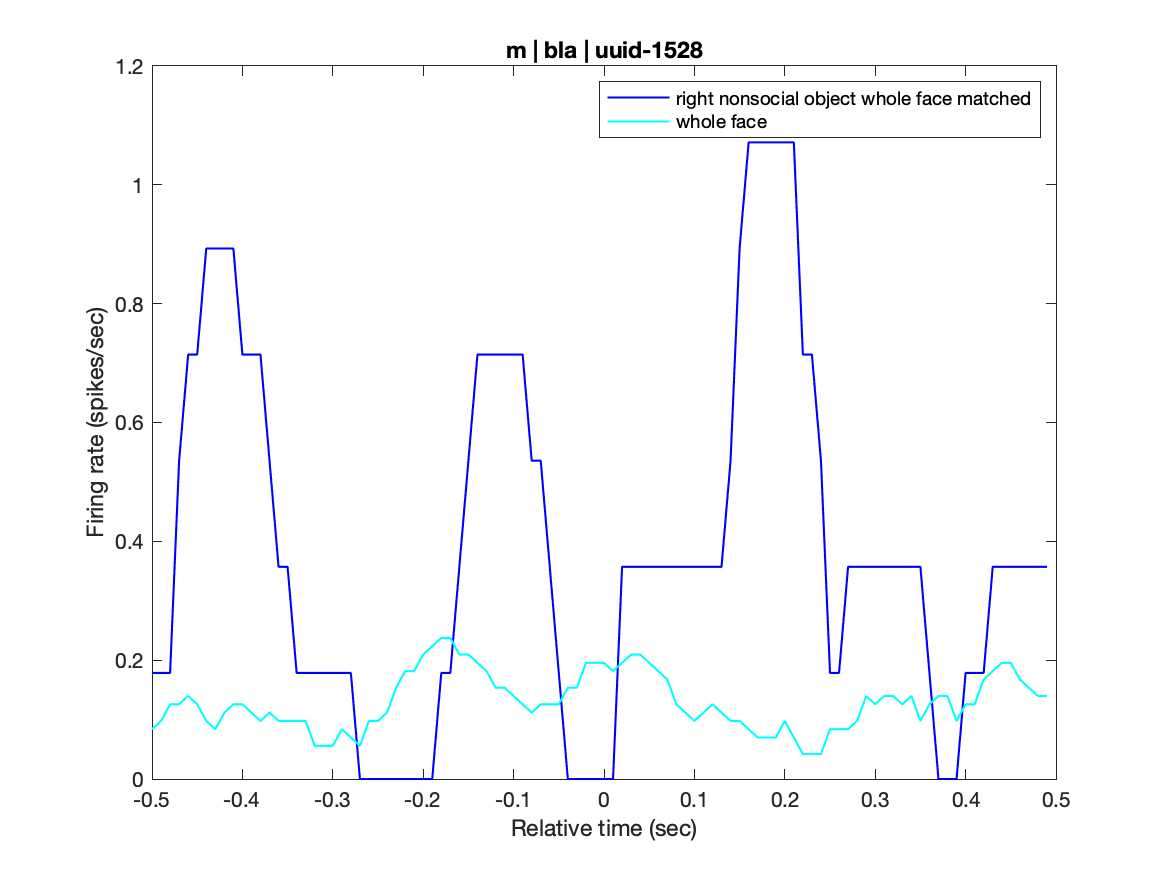 m | bla | uuid-1528
right nonsocial object whole face matched
whole face
Firing rate (spikes/sec)
1.2
1
0.8
0.6
0.4
0.2
0
-0.5 -0.4 -0.3 -0.2 -0.1 0 0.1 0.2 0.3 0.4 0.5
Relative time (sec)